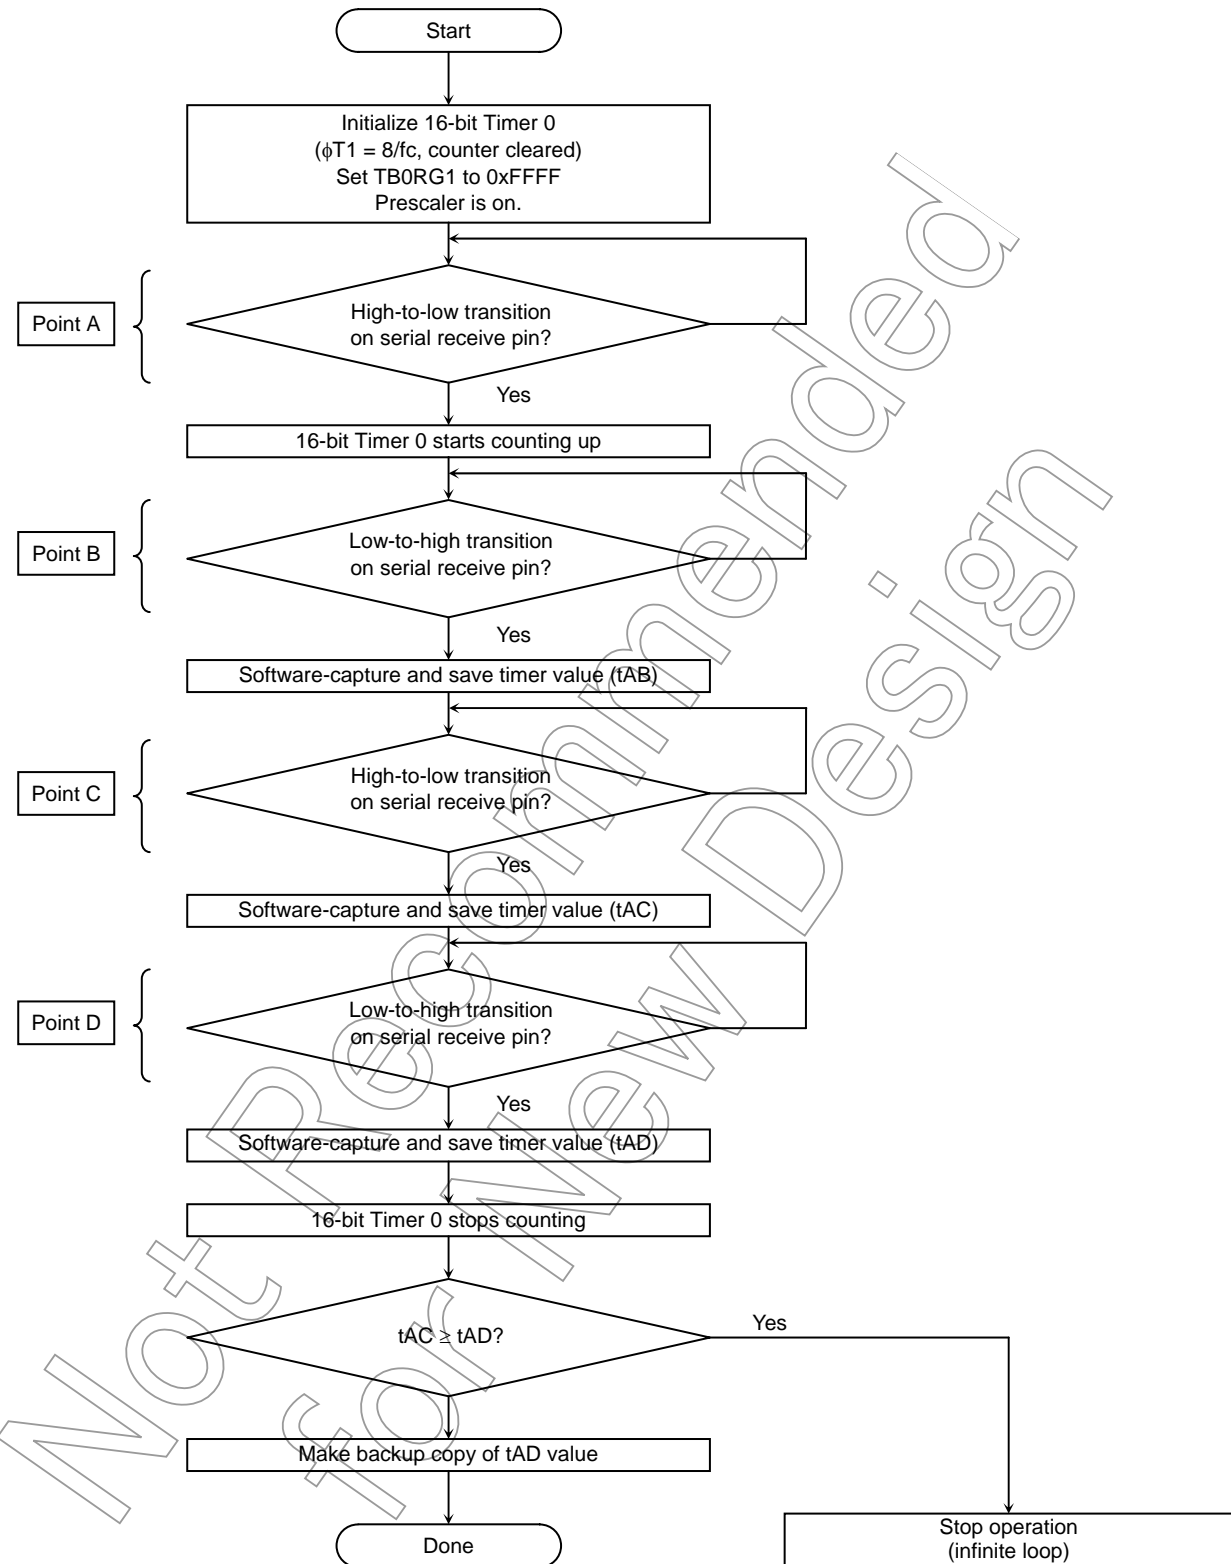 Start
Initialize 16-bit Timer 0
(ϕT1 = 8/fc, counter cleared)
Set TB0RG1 to 0xFFFF
Prescaler is on.
Point A
High-to-low transition
on serial receive pin?
Yes
16-bit Timer 0 starts counting up
Point B
Low-to-high transition
on serial receive pin?
Yes
Software-capture and save timer value (tAB)
Point C
High-to-low transition
on serial receive pin?
Yes
Software-capture and save timer value (tAC)
Point D
Low-to-high transition
on serial receive pin?
Yes
Software-capture and save timer value (tAD)
16-bit Timer 0 stops counting
tAC ≥ tAD?
Yes
Make backup copy of tAD value
Done
Stop operation
(infinite loop)
Not Recommended
for New Design